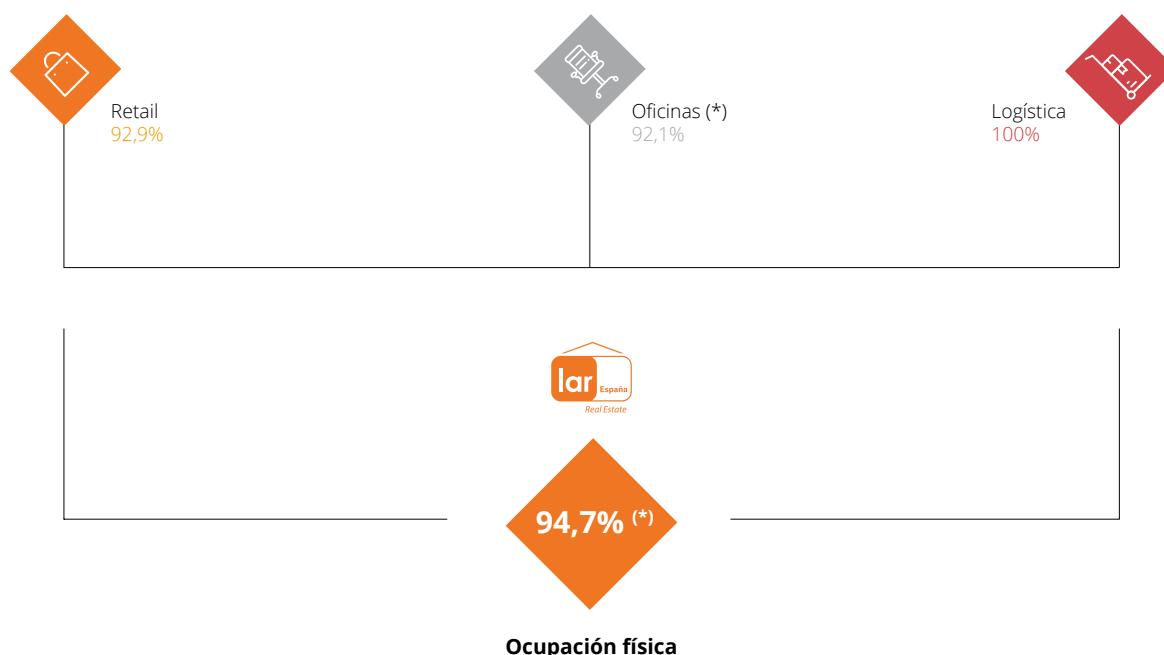 Retail
92,9%
Oficinas (*)
92,1%
Logística
100%
lar
España
Real Estate
94,7% (*)
Ocupación física